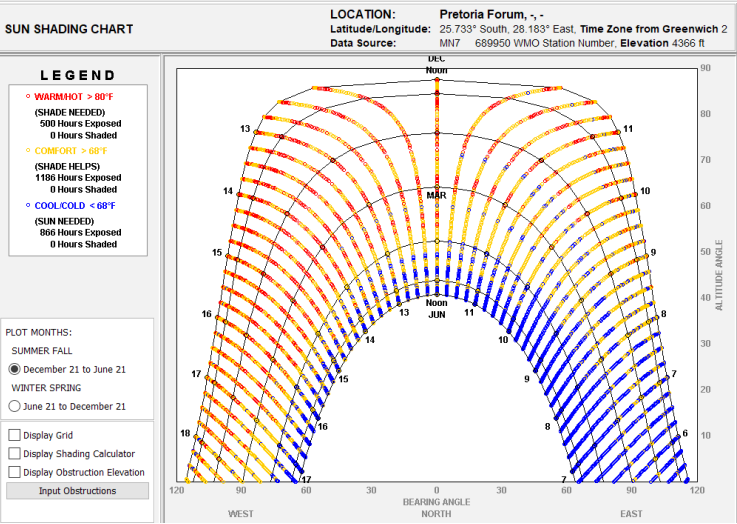 SUN SHADING CHART
LOCATION: Pretoria Forum, -, -
Latitude/Longitude: 25.733° South, 28.183° East, Time Zone from Greenwich 2
Data Source: MN7 689950 WMO Station Number, Elevation 4366 ft
LEGEND
WARM/HOT > 80°F
(SHADE NEEDED)
500 Hours Exposed
0 Hours Shaded
COMFORT > 68°F
(SHADE HELPS)
1186 Hours Exposed
0 Hours Shaded
COOL/COLD < 68°F
(SUN NEEDED)
866 Hours Exposed
0 Hours Shaded
PLOT MONTHS:
SUMMER FALL
December 21 to June 21
WINTER SPRING
June 21 to December 21
Display Grid
Display Shading Calculator
Display Obstruction Elevation
Input Obstructions
DEC
Noon
13
11
14
10
MAR
15
9
16
8
17
7
18
6
Noon
JUN
13
11
14
10
15
9
16
8
17
7
90
80
70
60
50
40
30
20
10
ALTITUDE ANGLE
120
90
60
30
0
30
60
90
120
BEARING ANGLE
WEST
NORTH
EAST